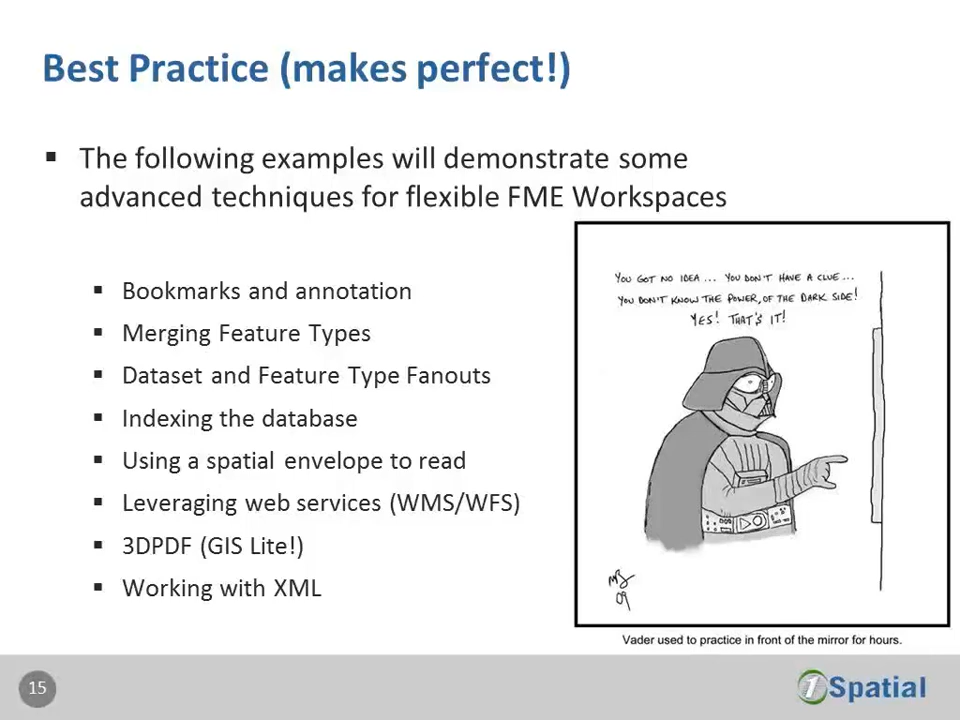 Best Practice (makes perfect!)
▪ The following examples will demonstrate some
advanced techniques for flexible FME Workspaces
▪ Bookmarks and annotation
▪ Merging Feature Types
▪ Dataset and Feature Type Fanouts
▪ Indexing the database
▪ Using a spatial envelope to read
▪ Leveraging web services (WMS/WFS)
▪ 3DPDF (GIS Lite!)
▪ Working with XML
YOU GOT NO IDEA... YOU DON'T HAVE A CLUE...
YOU DON'T KNOW THE POWER, OF THE DARK SIDE!
YES! THAT'S IT!
09
Vader used to practice in front of the mirror for hours.
15
1Spatial